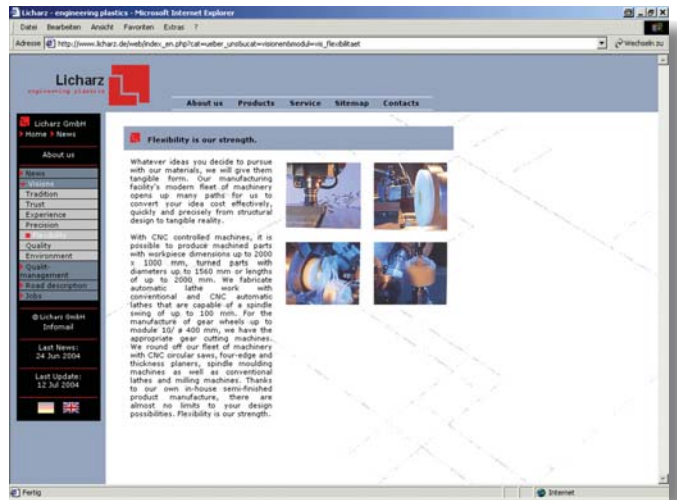 Licharz - engineering plastics - Microsoft Internet Explorer
Datei Bearbeiten Ansicht Favoriten Extras ?
Adresse http://www.licharz.de/web/index_en.php?cat=ueber_unsbucat=visionen&modul=vis_flexibilitaet
Wechseln zu
Licharz
engineering plastics
About us Products Service Sitemap Contacts
Licharz GmbH
Home News
About us
News
Visions
Tradition
Trust
Experience
Precision
Flexibility
Quality
Environment
Qualit-
management
Road description
Jobs
© Licharz GmbH
Infomail
Last News:
24 Jun 2004
Last Update:
12 Jul 2004
Flexibility is our strength.
Whatever ideas you decide to pursue
with our materials, we will give them
tangible form. Our manufacturing
facility's modern fleet of machinery
opens up many paths for us to
convert your idea cost effectively,
quickly and precisely from structural
design to tangible reality.
With CNC controlled machines, it is
possible to produce machined parts
with workpiece dimensions up to 2000
x 1000 mm, turned parts with
diameters up to 1560 mm or lengths
of up to 2000 mm. We fabricate
automatic lathe work with
conventional and CNC automatic
lathes that are capable of a spindle
swing of up to 100 mm. For the
manufacture of gear wheels up to
module 10/ ø 400 mm, we have the
appropriate gear cutting machines.
We round off our fleet of machinery
with CNC circular saws, four-edge and
thickness planers, spindle moulding
machines as well as conventional
lathes and milling machines. Thanks
to our own in-house semi-finished
product manufacture, there are
almost no limits to your design
possibilities. Flexibility is our strength.
Fertig
Internet